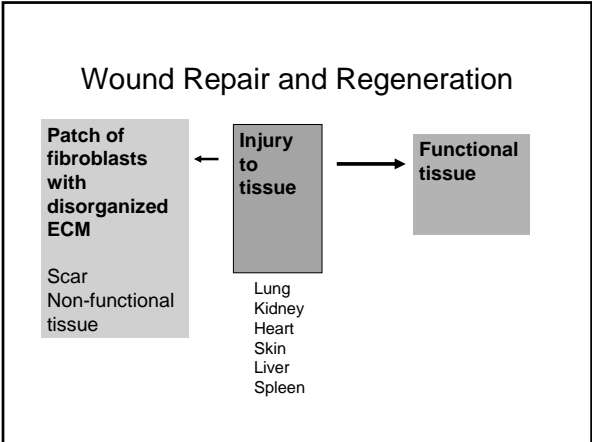 Wound Repair and Regeneration
Patch of
fibroblasts
with
disorganized
ECM
Scar
Non-functional
tissue
Injury
to
tissue
Lung
Kidney
Heart
Skin
Liver
Spleen
Functional
tissue